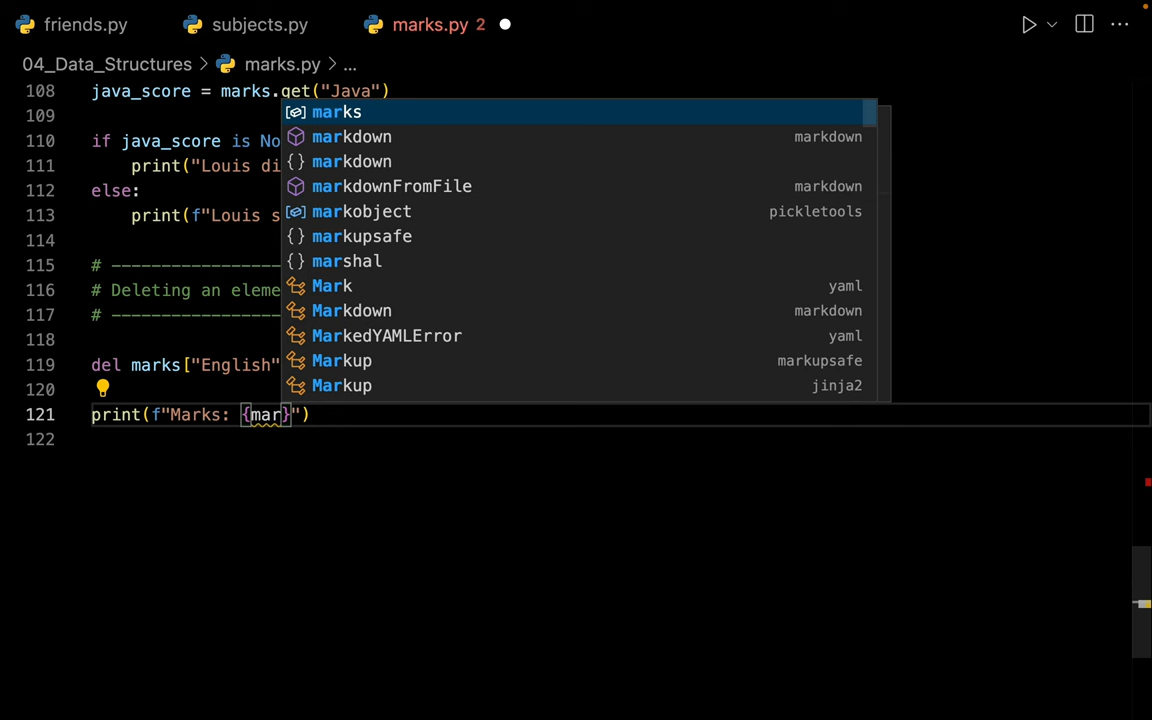 friends.py subjects.py marks.py 2
04_Data_Structures > marks.py > ...
108 java_score = marks.get("Java")
109
110 if java_score is No
111 print("Louis di
112 else:
113 print(f"Louis s
114
115 # -----------------
116 # Deleting an eleme
117 # -----------------
118
119 del marks["English"
120
121 print(f"Marks: {mar}")
122
marks
markdown markdown
markdown
markdownFromFile markdown
markobject pickletools
markupsafe
marshal
Mark yaml
Markdown markdown
MarkedYAMLError yaml
Markup markupsafe
Markup jinja2